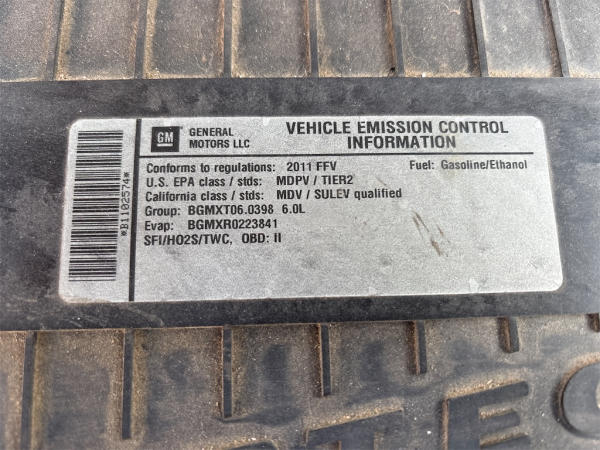 GM
GENERAL
MOTORS LLC
VEHICLE EMISSION CONTROL
INFORMATION
Conforms to regulations: 2011 FFV
Fuel: Gasoline/Ethanol
U.S. EPA class / stds: MDPV / TIER2
California class / stds: MDV / SULEV qualified
Group: BGMXT06.0398 6.0L
Evap: BGMXR0223841
SFI/HO2S/TWC, OBD: II
*B1102574*